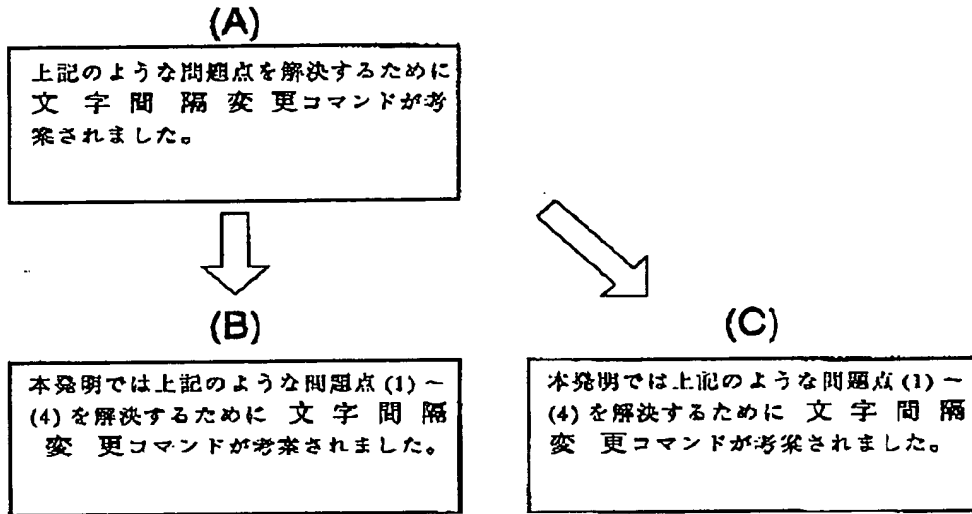 (A)
上記のような問題点を解決するために
文 字 間 隔 変 更コマンドが考
案されました。
(B)
本発明では上記のような問題点(1)~
(4)を解決するために 文 字 間 隔
変 更コマンドが考案されました。
(C)
本発明では上記のような問題点(1)~
(4)を解決するために 文 字 間 隔
変 更コマンドが考案されました。